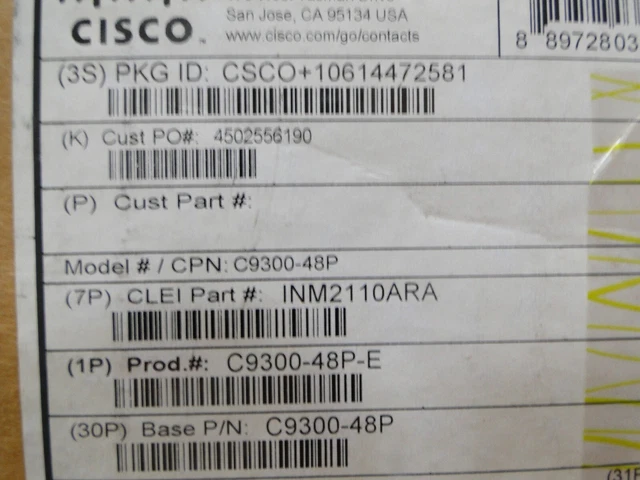 San Jose, CA 95134 USA
CISCO™ www.cisco.com/go/contacts
8 8972803
(3S) PKG ID: CSCO+10614472581
(K) Cust PO#: 4502556190
(P) Cust Part #:
Model # / CPN: C9300-48P
(7P) CLEI Part #: INM2110ARA
(1P) Prod.#: C9300-48P-E
(30P) Base P/N: C9300-48P